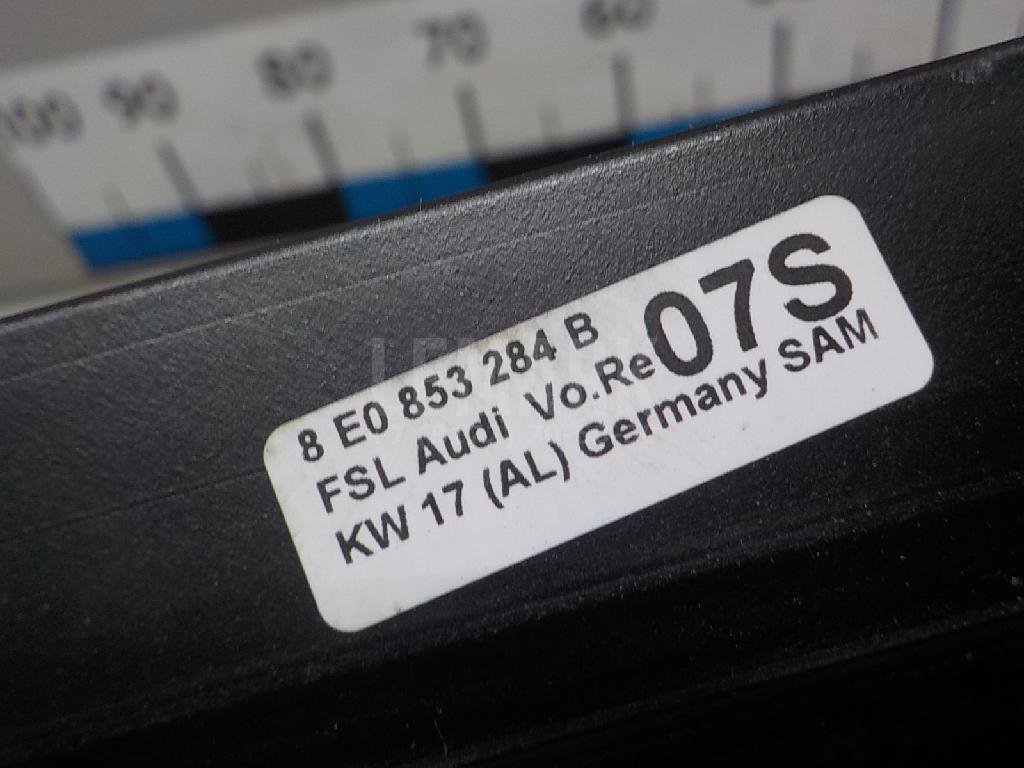 100 90 80 70 60
8 E0 853 284 B
07S
FSL Audi Vo.Re
KW 17 (AL) Germany SAM